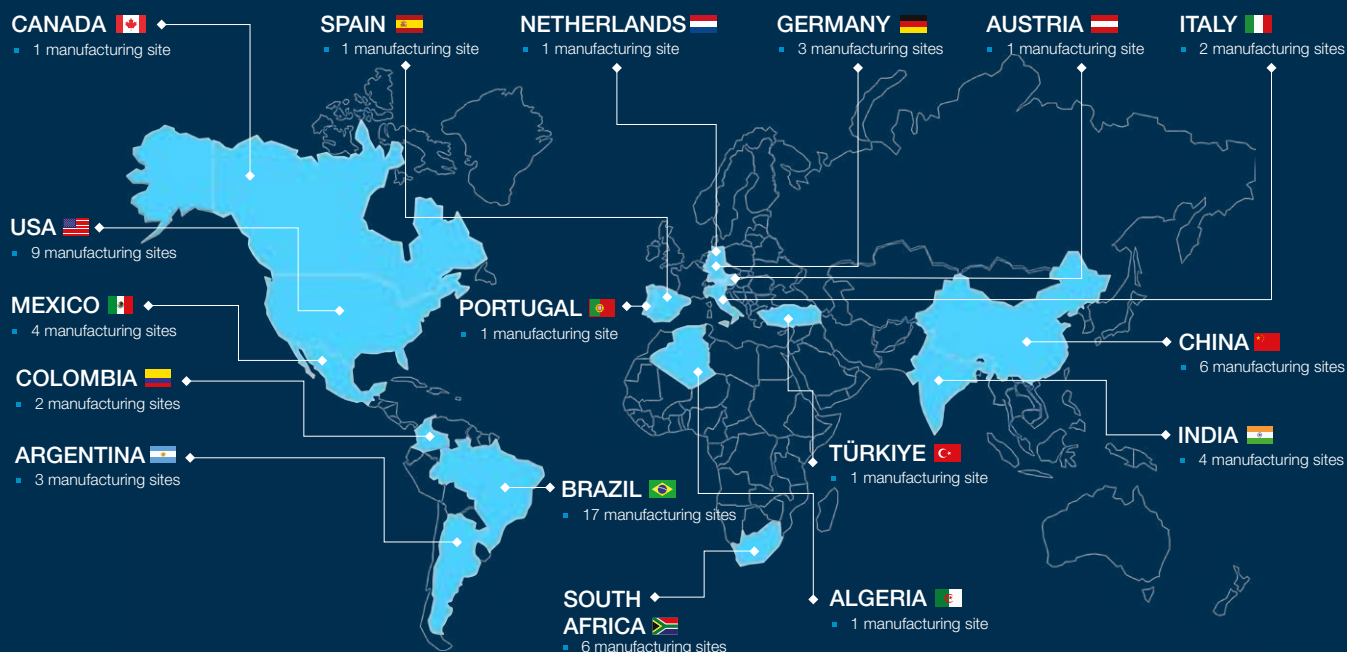 CANADA
1 manufacturing site
SPAIN
1 manufacturing site
NETHERLANDS
1 manufacturing site
GERMANY
3 manufacturing sites
AUSTRIA
1 manufacturing site
ITALY
2 manufacturing sites
USA
9 manufacturing sites
MEXICO
4 manufacturing sites
PORTUGAL
1 manufacturing site
CHINA
6 manufacturing sites
COLOMBIA
2 manufacturing sites
INDIA
4 manufacturing sites
ARGENTINA
3 manufacturing sites
TÜRKIYE
1 manufacturing site
BRAZIL
17 manufacturing sites
SOUTH
AFRICA
6 manufacturing sites
ALGERIA
1 manufacturing site